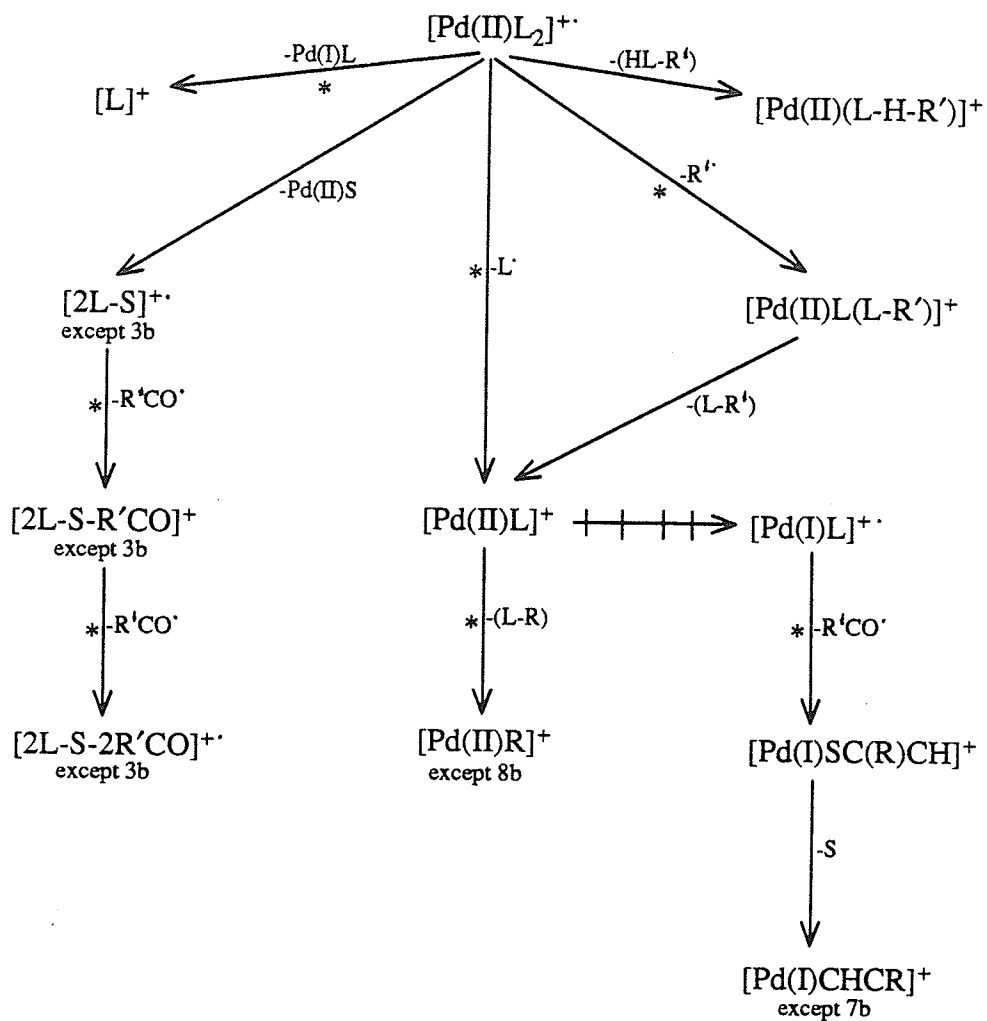 [Pd(II)L₂]⁺·
-Pd(I)L
*
-(HL-R′)
[L]⁺
[Pd(II)(L-H-R′)]⁺
-Pd(II)S
* -R′·
* -L·
[2L-S]⁺·
except 3b
[Pd(II)L(L-R′)]⁺
* -R′CO·
-(L-R′)
[2L-S-R′CO]⁺
except 3b
[Pd(II)L]⁺
[Pd(I)L]⁺·
* -R′CO·
* -(L-R)
* -R′CO·
[2L-S-2R′CO]⁺·
except 3b
[Pd(II)R]⁺
except 8b
[Pd(I)SC(R)CH]⁺
-S
[Pd(I)CHCR]⁺
except 7b